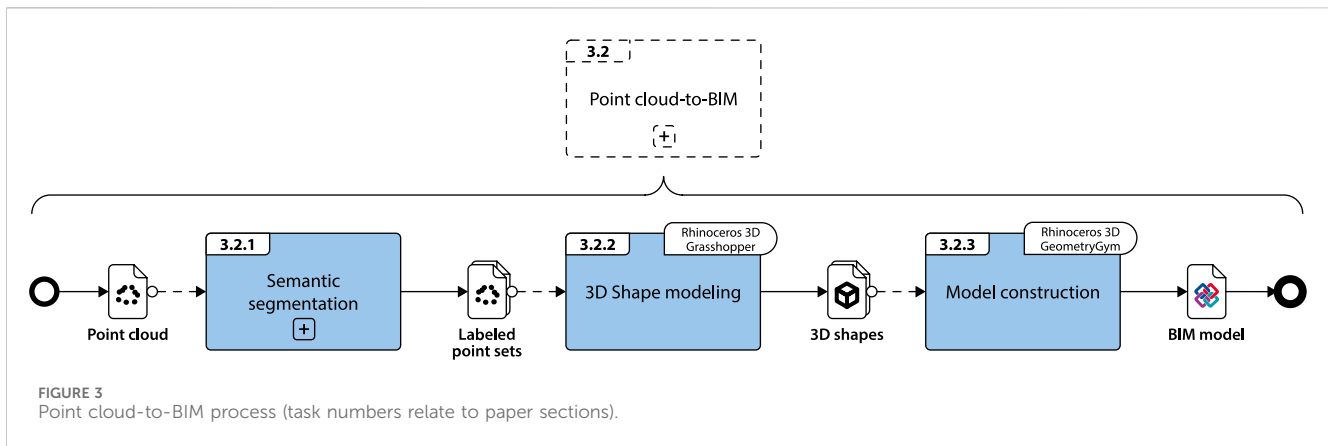 3.2
Point cloud-to-BIM
+
3.2.1
Semantic
segmentation
+
3.2.2
Rhinoceros 3D
Grasshopper
3D Shape modeling
3.2.3
Rhinoceros 3D
GeometryGym
Model construction
Point cloud
Labeled
point sets
3D shapes
BIM model
FIGURE 3
Point cloud-to-BIM process (task numbers relate to paper sections).